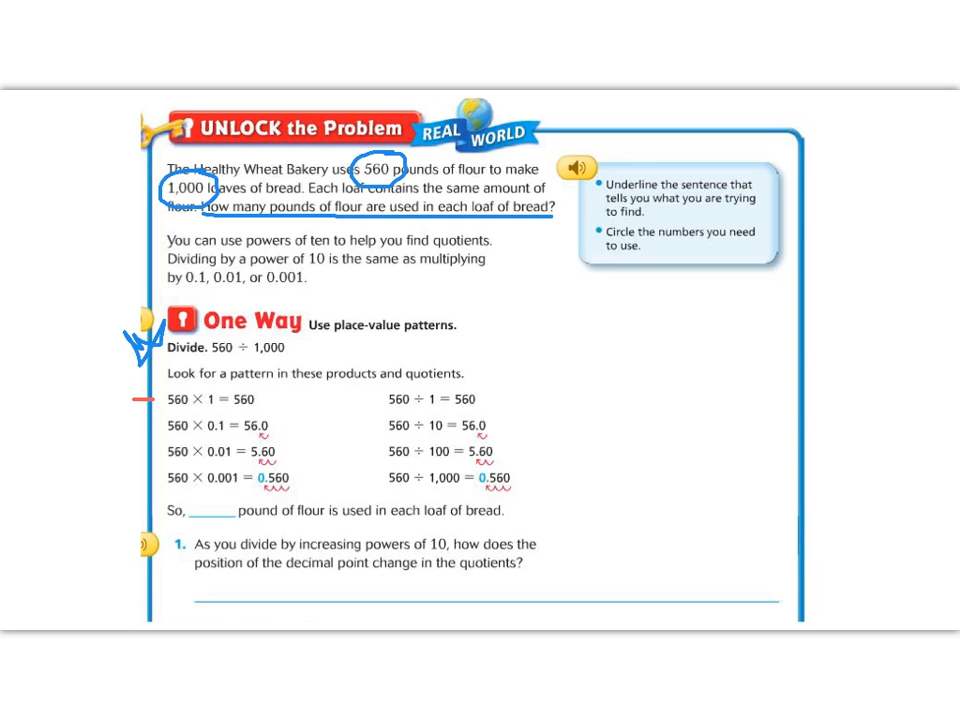 UNLOCK the Problem REAL WORLD
The Healthy Wheat Bakery uses 560 pounds of flour to make
1,000 loaves of bread. Each loaf contains the same amount of
flour. How many pounds of flour are used in each loaf of bread?
• Underline the sentence that
tells you what you are trying
to find.
• Circle the numbers you need
to use.
You can use powers of ten to help you find quotients.
Dividing by a power of 10 is the same as multiplying
by 0.1, 0.01, or 0.001.
One Way Use place-value patterns.
Divide. 560 ÷ 1,000
Look for a pattern in these products and quotients.
560 × 1 = 560 560 ÷ 1 = 560
560 × 0.1 = 56.0 560 ÷ 10 = 56.0
560 × 0.01 = 5.60 560 ÷ 100 = 5.60
560 × 0.001 = 0.560 560 ÷ 1,000 = 0.560
So, ______ pound of flour is used in each loaf of bread.
1. As you divide by increasing powers of 10, how does the
position of the decimal point change in the quotients?